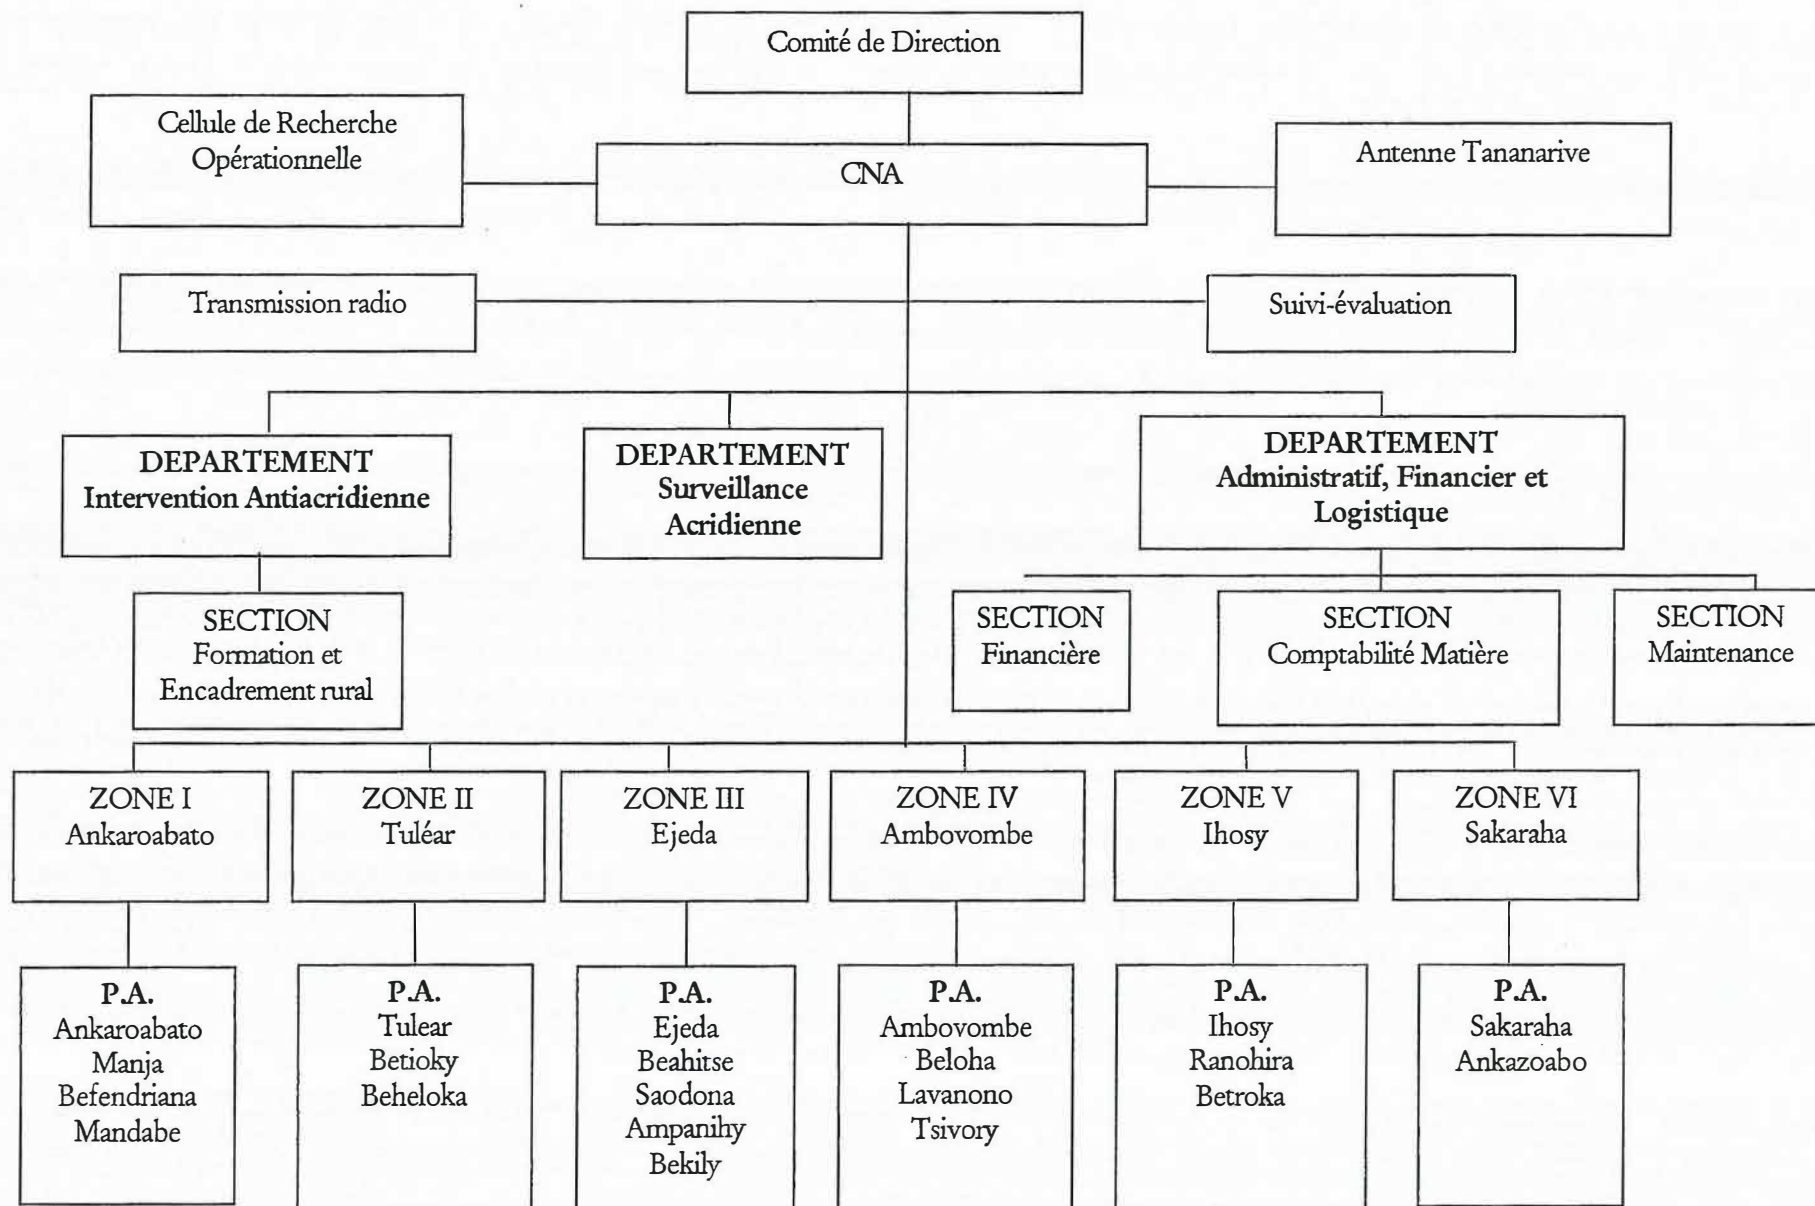 Comité de Direction
Cellule de Recherche
Opérationnelle
CNA
Antenne Tananarive
Transmission radio
Suivi-évaluation
DEPARTEMENT
Intervention Antiacridienne
DEPARTEMENT
Surveillance
Acridienne
DEPARTEMENT
Administratif, Financier et
Logistique
SECTION
Formation et
Encadrement rural
SECTION
Financière
SECTION
Comptabilité Matière
SECTION
Maintenance
ZONE I
Ankaroabato
ZONE II
Tuléar
ZONE III
Ejeda
ZONE IV
Ambovombe
ZONE V
Ihosy
ZONE VI
Sakaraha
P.A.
Ankaroabato
Manja
Befendriana
Mandabe
P.A.
Tulear
Betioky
Beheloka
P.A.
Ejeda
Beahitse
Saodona
Ampanihy
Bekily
P.A.
Ambovombe
Beloha
Lavanono
Tsivory
P.A.
Ihosy
Ranohira
Betroka
P.A.
Sakaraha
Ankazoabo